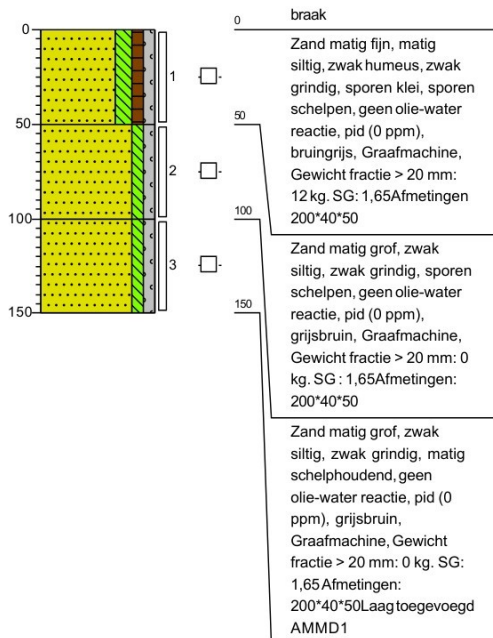 0
50
100
150
1
2
3
0
50
100
150
braak
Zand matig fijn, matig
siltig, zwak humeus, zwak
grindig, sporen klei, sporen
schelpen, geen olie-water
reactie, pid (0 ppm),
bruingrijs, Graafmachine,
Gewicht fractie > 20 mm:
12 kg. SG: 1,65Afmetingen
200*40*50
Zand matig grof, zwak
siltig, zwak grindig, sporen
schelpen, geen olie-water
reactie, pid (0 ppm),
grijsbruin, Graafmachine,
Gewicht fractie > 20 mm: 0
kg. SG : 1,65Afmetingen:
200*40*50
Zand matig grof, zwak
siltig, zwak grindig, matig
schelphoudend, geen
olie-water reactie, pid (0
ppm), grijsbruin,
Graafmachine, Gewicht
fractie > 20 mm: 0 kg. SG:
1,65 Afmetingen:
200*40*50Laag toegevoegd
AMMD1